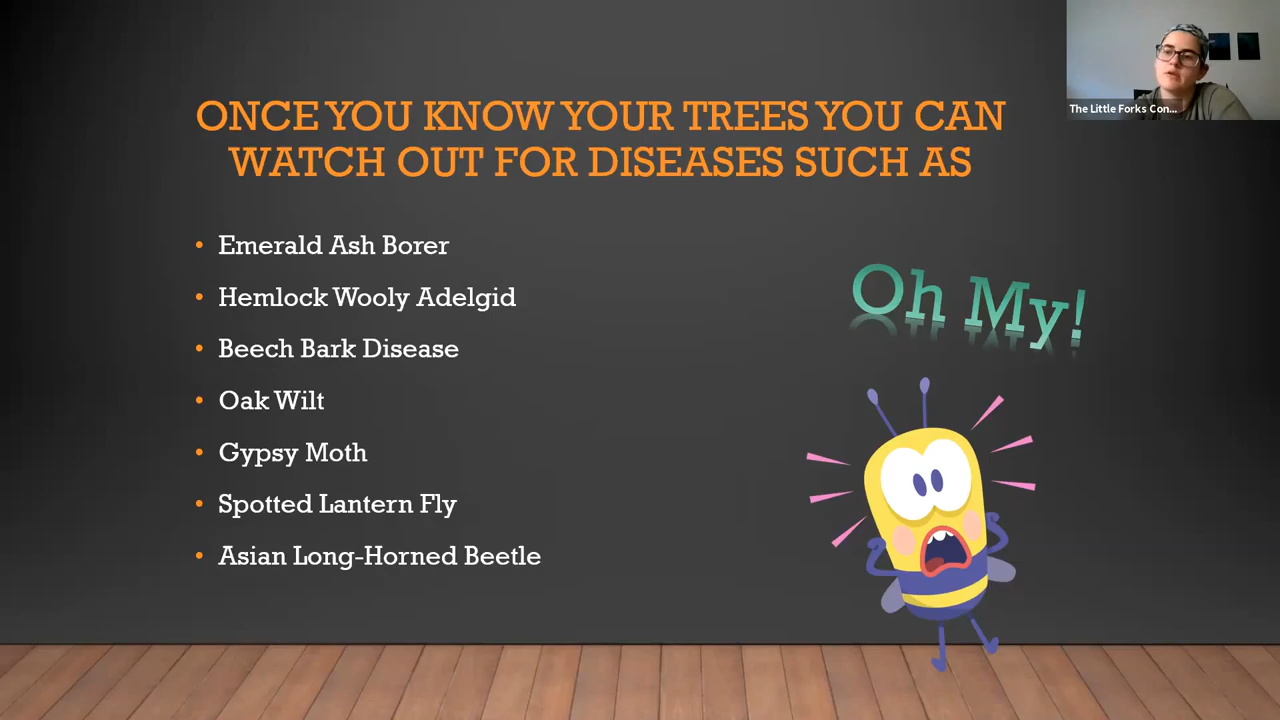 ONCE YOU KNOW YOUR TREES YOU CAN
WATCH OUT FOR DISEASES SUCH AS
• Emerald Ash Borer
• Hemlock Wooly Adelgid
• Beech Bark Disease
• Oak Wilt
• Gypsy Moth
• Spotted Lantern Fly
• Asian Long-Horned Beetle
Oh My!
The Little Forks Con...